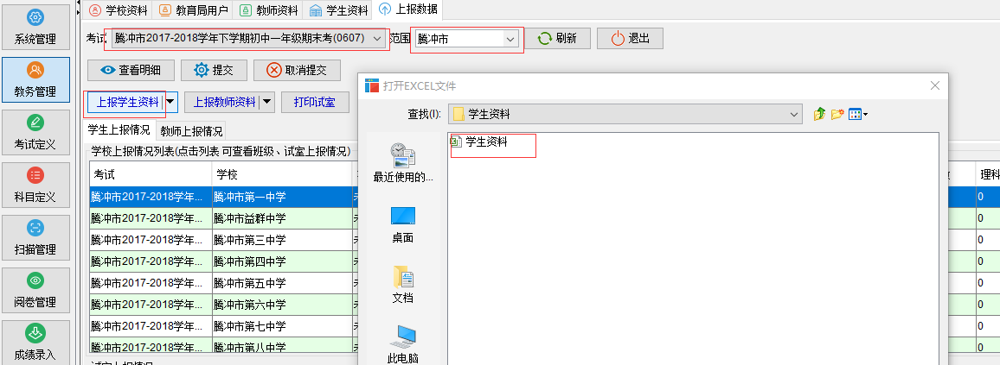 系统管理
教务管理
考试定义
科目定义
扫描管理
阅卷管理
成绩录入
学校资料 教育局用户 教师资料 学生资料 上报数据
考试 腾冲市2017-2018学年下学期初中一年级期末考(0607) 范围 腾冲市 刷新 退出
查看明细 提交 取消提交
上报学生资料 上报教师资料 打印试室
学生上报情况 教师上报情况
学校上报情况列表(点击列表 可查看班级、试室上报情况)
考试 学校 理科
腾冲市2017-2018学年... 腾冲市第一中学 0
腾冲市2017-2018学年... 腾冲市益群中学 0
腾冲市2017-2018学年... 腾冲市第三中学 0
腾冲市2017-2018学年... 腾冲市第四中学 0
腾冲市2017-2018学年... 腾冲市第五中学 0
腾冲市2017-2018学年... 腾冲市第六中学 0
腾冲市2017-2018学年... 腾冲市第七中学 0
腾冲市2017-2018学年... 腾冲市第八中学 0
打开EXCEL文件
查找(I): 学生资料
学生资料
最近使用的...
桌面
文档
此电脑